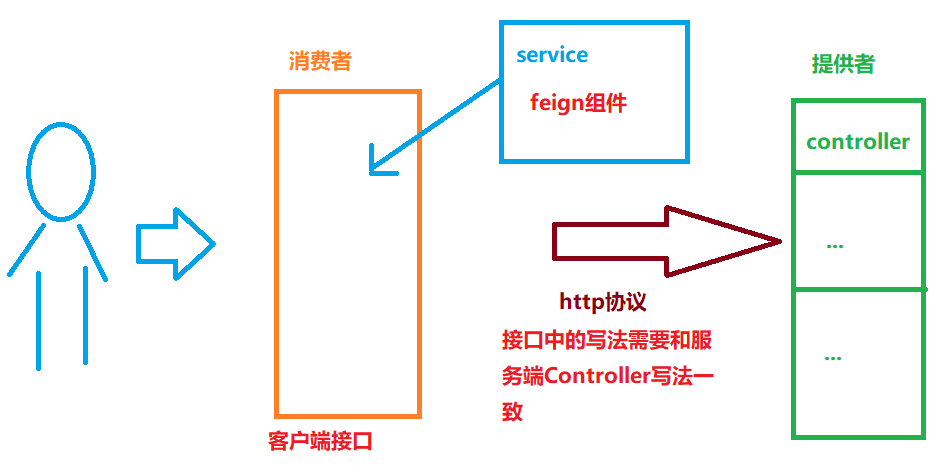 消费者
service
feign组件
提供者
controller
...
...
http协议
接口中的写法需要和服
务端Controller写法一
致
客户端接口